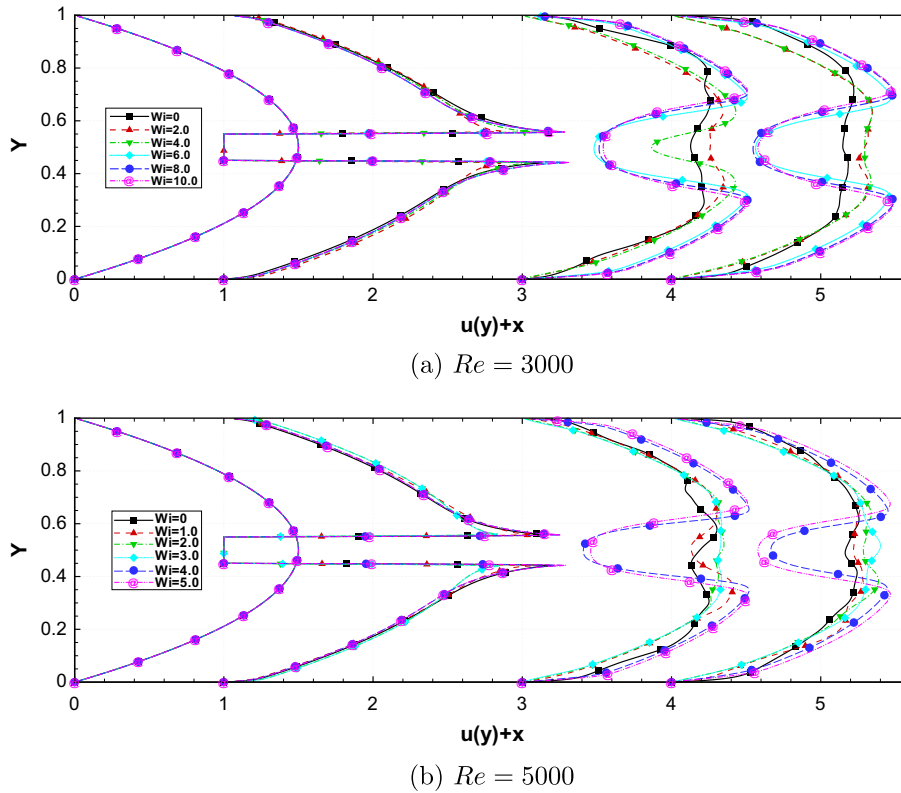 1
0.8
0.6
0.4
0.2
0
Y
Wi=0
Wi=2.0
Wi=4.0
Wi=6.0
Wi=8.0
Wi=10.0
0 1 2 3 4 5
u(y)+x
(a) Re = 3000
1
0.8
0.6
0.4
0.2
0
Y
Wi=0
Wi=1.0
Wi=2.0
Wi=3.0
Wi=4.0
Wi=5.0
0 1 2 3 4 5
u(y)+x
(b) Re = 5000